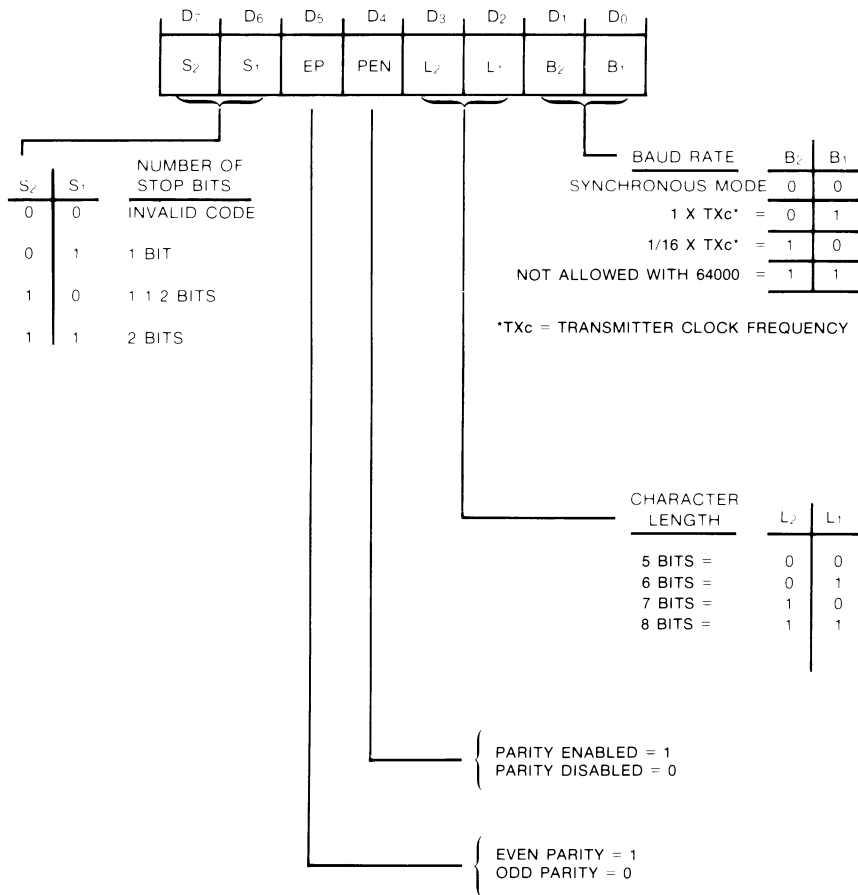 D7 D6 D5 D4 D3 D2 D1 D0
S2 S1 EP PEN L2 L1 B2 B1
NUMBER OF
STOP BITS
S2 S1
0 0 INVALID CODE
0 1 1 BIT
1 0 1 1 2 BITS
1 1 2 BITS
BAUD RATE B2 B1
SYNCHRONOUS MODE 0 0
1 X TXc* = 0 1
1/16 X TXc* = 1 0
NOT ALLOWED WITH 64000 = 1 1
*TXc = TRANSMITTER CLOCK FREQUENCY
CHARACTER
LENGTH L2 L1
5 BITS = 0 0
6 BITS = 0 1
7 BITS = 1 0
8 BITS = 1 1
PARITY ENABLED = 1
PARITY DISABLED = 0
EVEN PARITY = 1
ODD PARITY = 0